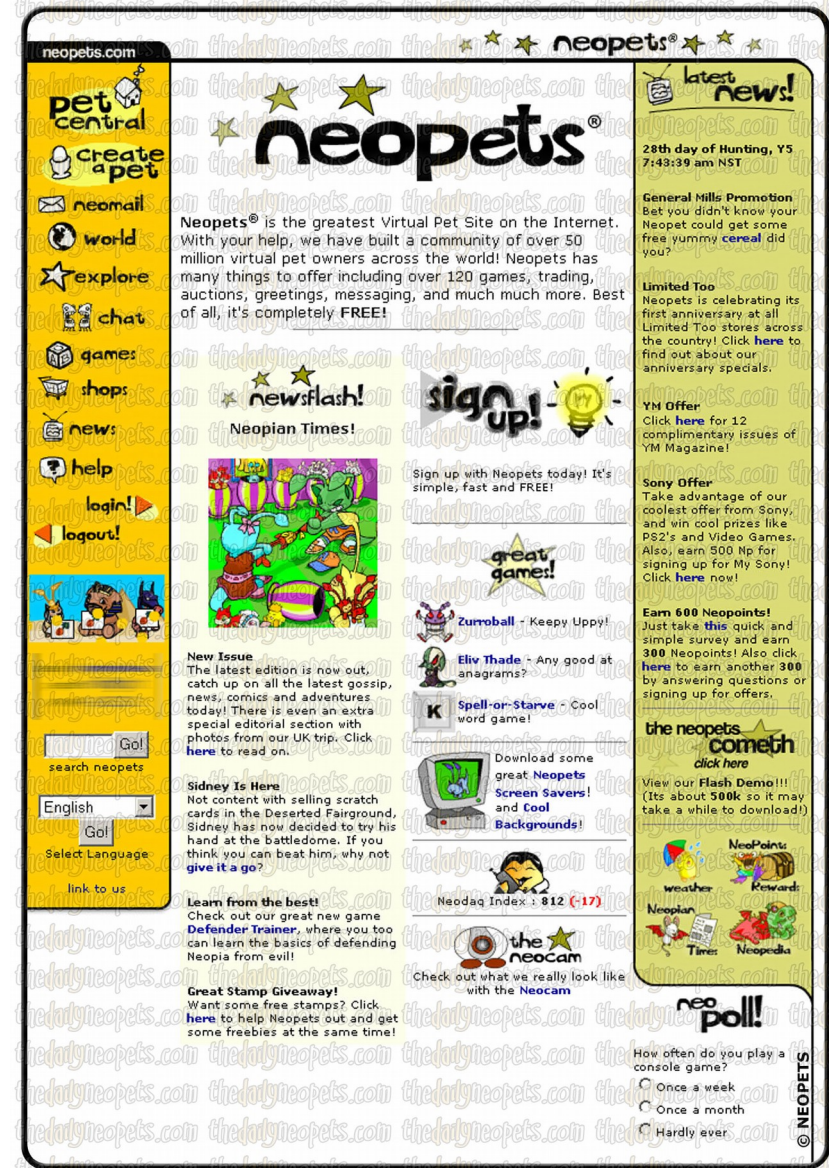 neopets.com
neopets®
pet
central
create
a pet
neomail
world
explore
chat
games
shops
news
help
login!
logout!
Go!
search neopets
English
Go!
Select Language
link to us
neopets®
Neopets® is the greatest Virtual Pet Site on the Internet.
With your help, we have built a community of over 50
million virtual pet owners across the world! Neopets has
many things to offer including over 120 games, trading,
auctions, greetings, messaging, and much much more. Best
of all, it's completely FREE!
newsflash!
Neopian Times!
New Issue
The latest edition is now out,
catch up on all the latest gossip,
news, comics and adventures
today! There is even an extra
special editorial section with
photos from our UK trip. Click
here to read on.
Sidney Is Here
Not content with selling scratch
cards in the Deserted Fairground,
Sidney has now decided to try his
hand at the battledome. If you
think you can beat him, why not
give it a go?
Learn from the best!
Check out our great new game
Defender Trainer, where you too
can learn the basics of defending
Neopia from evil!
Great Stamp Giveaway!
Want some free stamps? Click
here to help Neopets out and get
some freebies at the same time!
sign
up!
Sign up with Neopets today! It's
simple, fast and FREE!
great
games!
Zurroball - Keepy Uppy!
Eliv Thade - Any good at
anagrams?
K
Spell-or-Starve - Cool
word game!
Download some
great Neopets
Screen Savers!
and Cool
Backgrounds!
Neodaq Index : 812 (-17)
the
neocam
Check out what we really look like
with the Neocam
latest
news!
28th day of Hunting, Y5
7:43:39 am NST
General Mills Promotion
Bet you didn't know your
Neopet could get some
free yummy cereal did
you?
Limited Too
Neopets is celebrating its
first anniversary at all
Limited Too stores across
the country! Click here to
find out about our
anniversary specials.
YM Offer
Click here for 12
complimentary issues of
YM Magazine!
Sony Offer
Take advantage of our
coolest offer from Sony,
and win cool prizes like
PS2's and Video Games.
Also, earn 500 Np for
signing up for My Sony!
Click here now!
Earn 600 Neopoints!
Just take this quick and
simple survey and earn
300 Neopoints! Also click
here to earn another 300
by answering questions or
signing up for offers.
the neopets
cometh
click here
View our Flash Demo!!!
(Its about 500k so it may
take a while to download!)
weather
NeoPoints
Rewards
Neopian
Times
Neopedia
neo
poll!
How often do you play a
console game?
Once a week
Once a month
Hardly ever
© NEOPETS
thedailyneopets.com